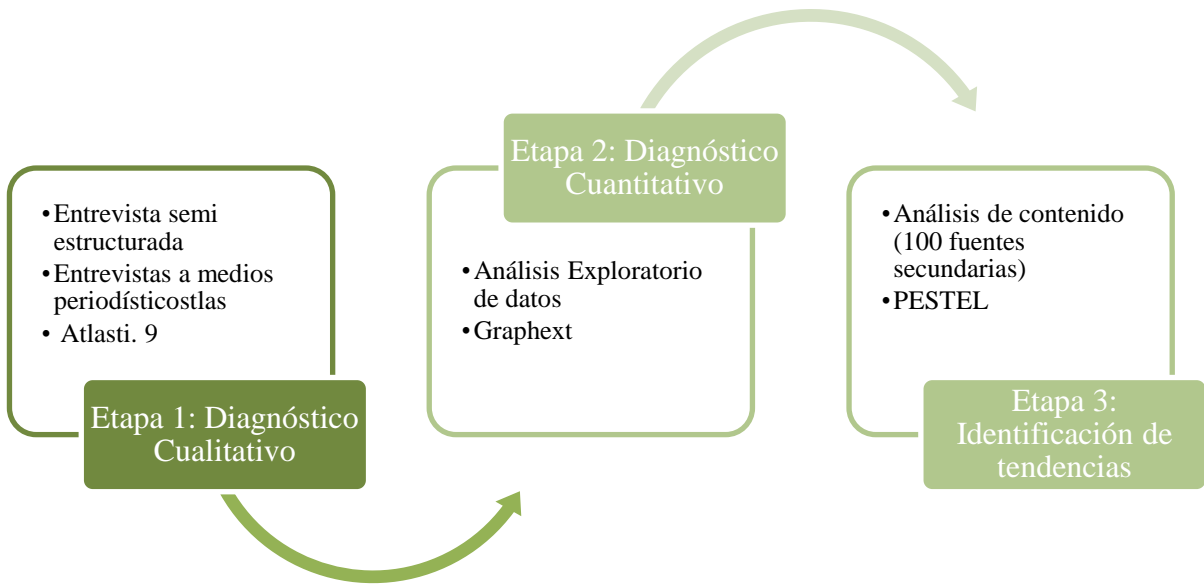 •Entrevista semi
estructurada
•Entrevistas a medios
periodísticostlas
• Atlasti. 9
Etapa 1: Diagnóstico
Cualitativo
Etapa 2: Diagnóstico
Cuantitativo
•Análisis Exploratorio
de datos
•Graphext
•Análisis de contenido
(100 fuentes
secundarias)
•PESTEL
Etapa 3:
Identificación de
tendencias